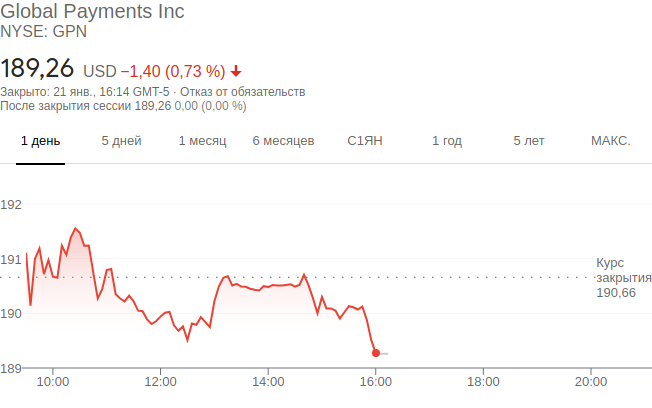 Global Payments Inc
NYSE: GPN
189,26 USD −1,40 (0,73 %)
Закрыто: 21 янв., 16:14 GMT-5 · Отказ от обязательств
После закрытия сессии 189,26 0,00 (0,00 %)
1 день 5 дней 1 месяц 6 месяцев С1ЯН 1 год 5 лет МАКС.
192
191
190
189
Курс
закрытия
190,66
10:00 12:00 14:00 16:00 18:00 20:00